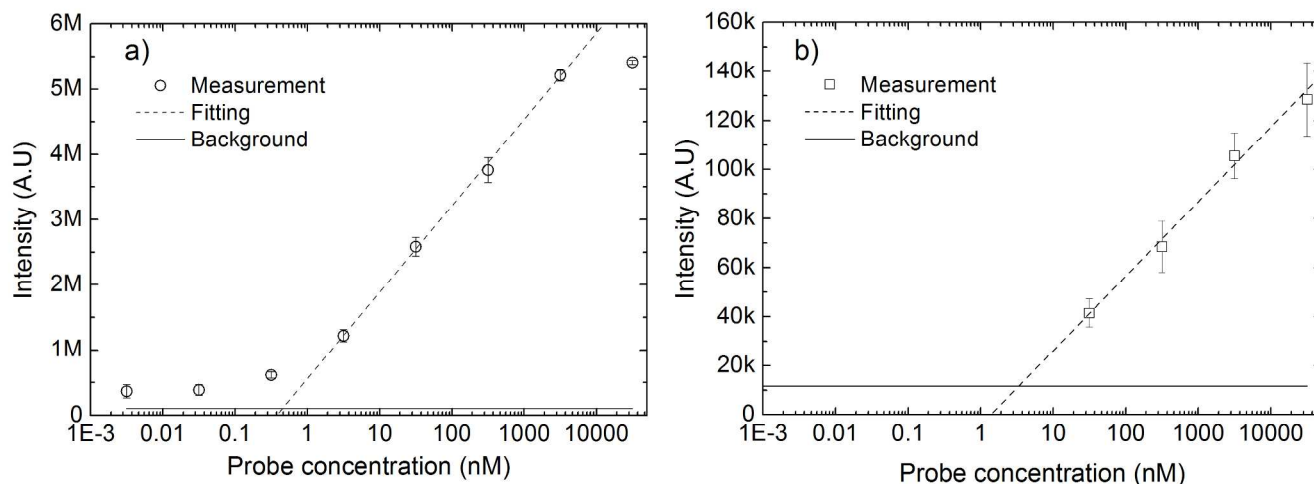 a)
Measurement
Fitting
Background
6M
5M
4M
3M
2M
1M
0
Intensity (A.U)
1E-3 0.01 0.1 1 10 100 1000 10000
Probe concentration (nM)
b)
Measurement
Fitting
Background
160k
140k
120k
100k
80k
60k
40k
20k
0
Intensity (A.U)
1E-3 0.01 0.1 1 10 100 1000 10000
Probe concentration (nM)